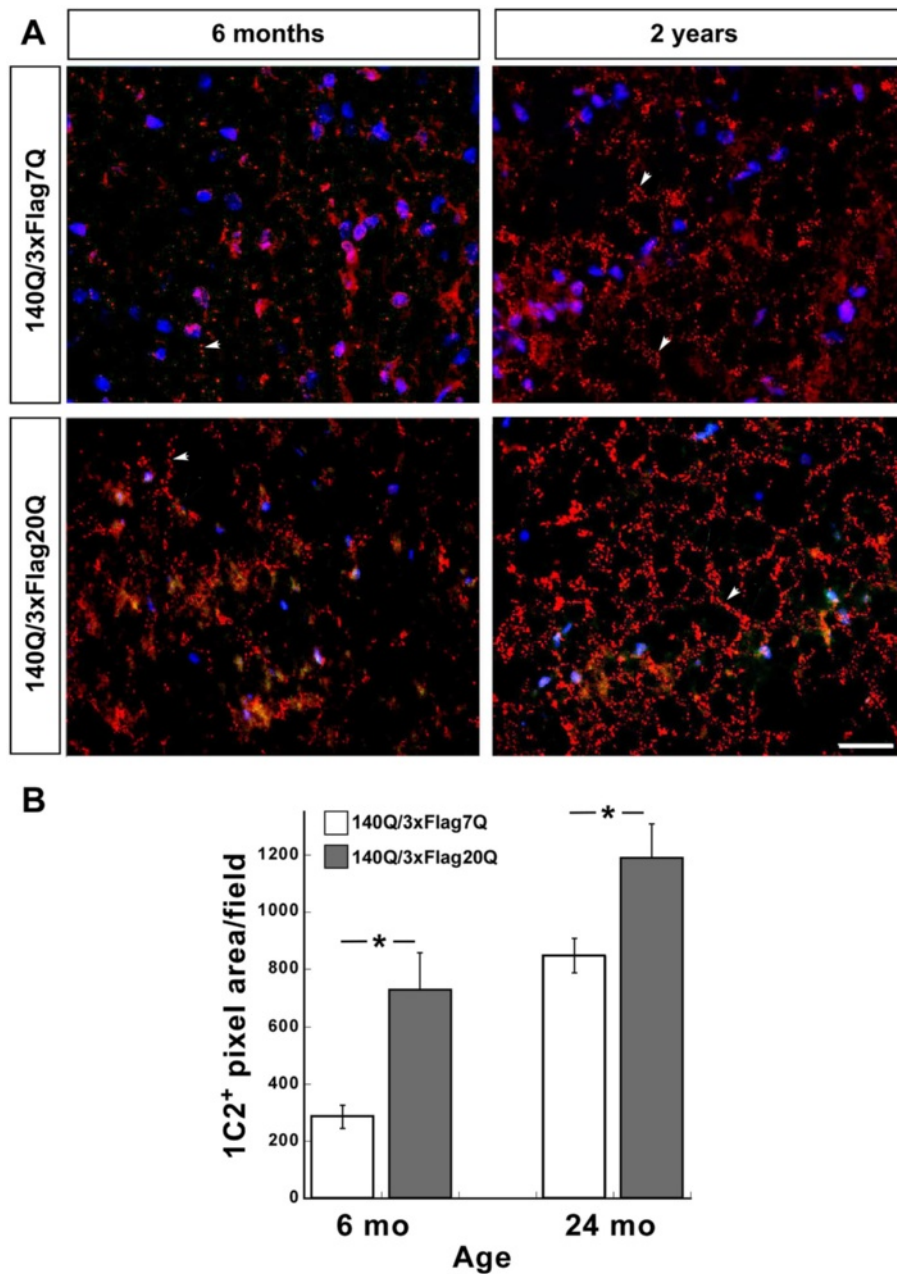 A
6 months
2 years
140Q/3xFlag7Q
140Q/3xFlag20Q
B
140Q/3xFlag7Q
140Q/3xFlag20Q
*
*
1C2⁺ pixel area/field
1200
1000
800
600
400
200
0
6 mo
24 mo
Age